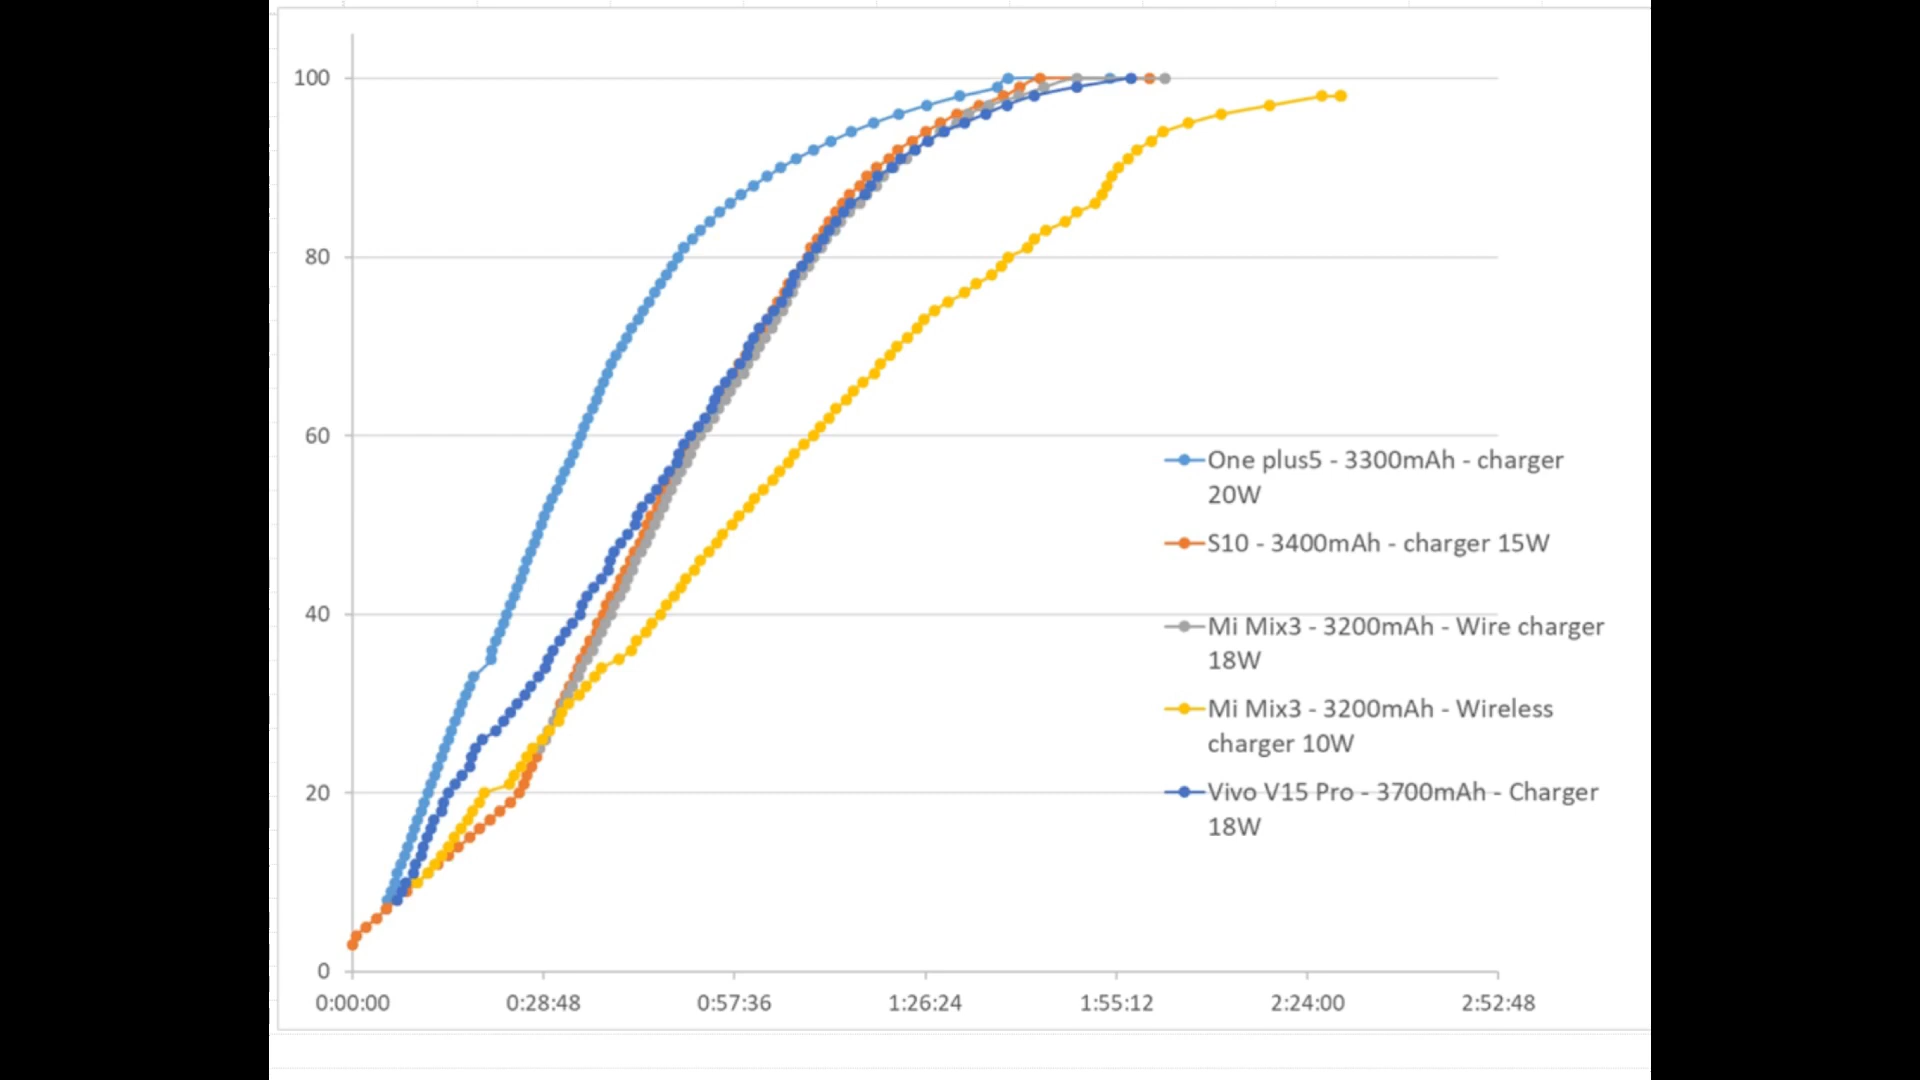 100
80
60
40
20
0
0:00:00
0:28:48
0:57:36
1:26:24
1:55:12
2:24:00
2:52:48
One plus5 - 3300mAh - charger
20W
S10 - 3400mAh - charger 15W
Mi Mix3 - 3200mAh - Wire charger
18W
Mi Mix3 - 3200mAh - Wireless
charger 10W
Vivo V15 Pro - 3700mAh - Charger
18W